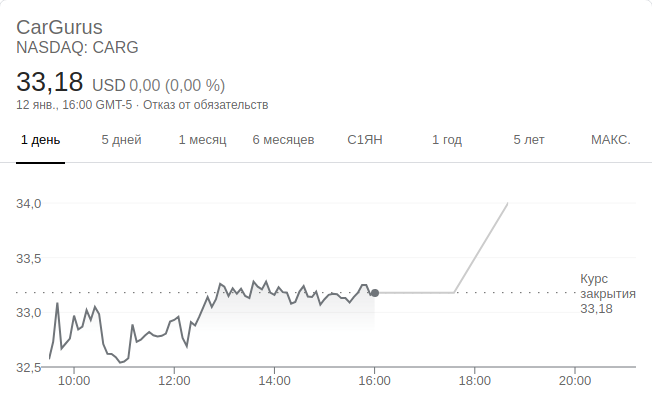 CarGurus
NASDAQ: CARG
33,18 USD 0,00 (0,00 %)
12 янв., 16:00 GMT-5 · Отказ от обязательств
1 день 5 дней 1 месяц 6 месяцев С1ЯН 1 год 5 лет МАКС.
34,0
33,5
Курс
закрытия
33,18
33,0
32,5
10:00 12:00 14:00 16:00 18:00 20:00